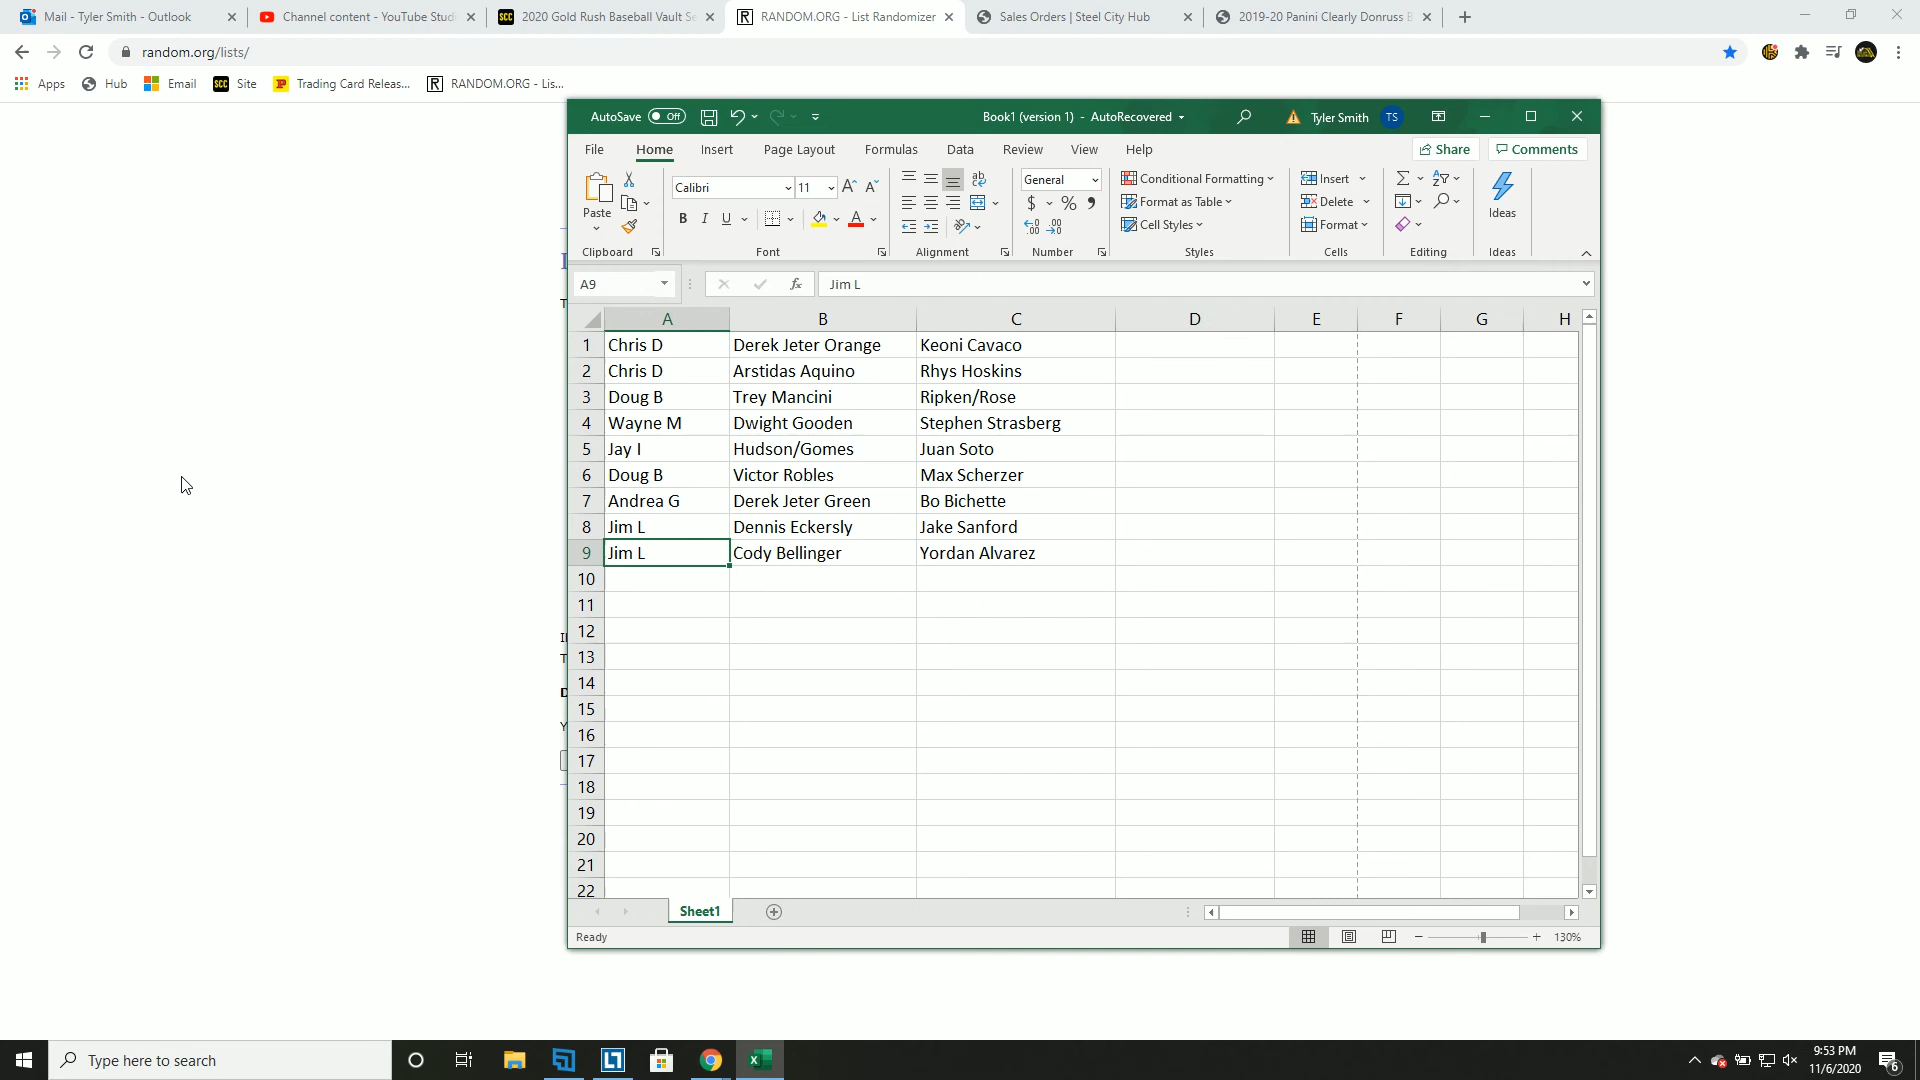 Mail - Tyler Smith - Outlook
Channel content - YouTube Stud
SCC
2020 Gold Rush Baseball Vault Se
R
RANDOM.ORG - List Randomizer
Sales Orders | Steel City Hub
2019-20 Panini Clearly Donruss B
random.org/lists/
Apps
Hub
Email
SCC
Site
P
Trading Card Releas...
R
RANDOM.ORG - Lis...
AutoSave
Off
Book1 (version 1) - AutoRecovered
Tyler Smith
TS
File
Home
Insert
Page Layout
Formulas
Data
Review
View
Help
Share
Comments
Paste
Calibri
11
General
Conditional Formatting
Format as Table
Cell Styles
Insert
Delete
Format
Ideas
Clipboard
Font
Alignment
Number
Styles
Cells
Editing
Ideas
A9
fx
Jim L
A B C D E F G H
1 Chris D Derek Jeter Orange Keoni Cavaco
2 Chris D Arstidas Aquino Rhys Hoskins
3 Doug B Trey Mancini Ripken/Rose
4 Wayne M Dwight Gooden Stephen Strasberg
5 Jay I Hudson/Gomes Juan Soto
6 Doug B Victor Robles Max Scherzer
7 Andrea G Derek Jeter Green Bo Bichette
8 Jim L Dennis Eckersly Jake Sanford
9 Jim L Cody Bellinger Yordan Alvarez
10
11
12
13
14
15
16
17
18
19
20
21
22
Sheet1
Ready
130%
Type here to search
9:53 PM
11/6/2020
6